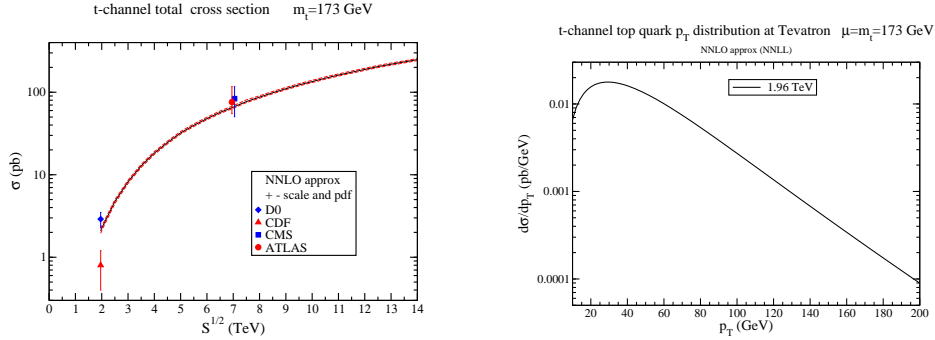 t-channel total cross section m_t=173 GeV
100
10
1
σ (pb)
NNLO approx
+ - scale and pdf
D0
CDF
CMS
ATLAS
0 1 2 3 4 5 6 7 8 9 10 11 12 13 14
S^1/2 (TeV)
t-channel top quark p_T distribution at Tevatron μ=m_t=173 GeV
NNLO approx (NNLL)
1.96 TeV
0.01
0.001
0.0001
dσ/dp_T (pb/GeV)
20 40 60 80 100 120 140 160 180 200
p_T (GeV)